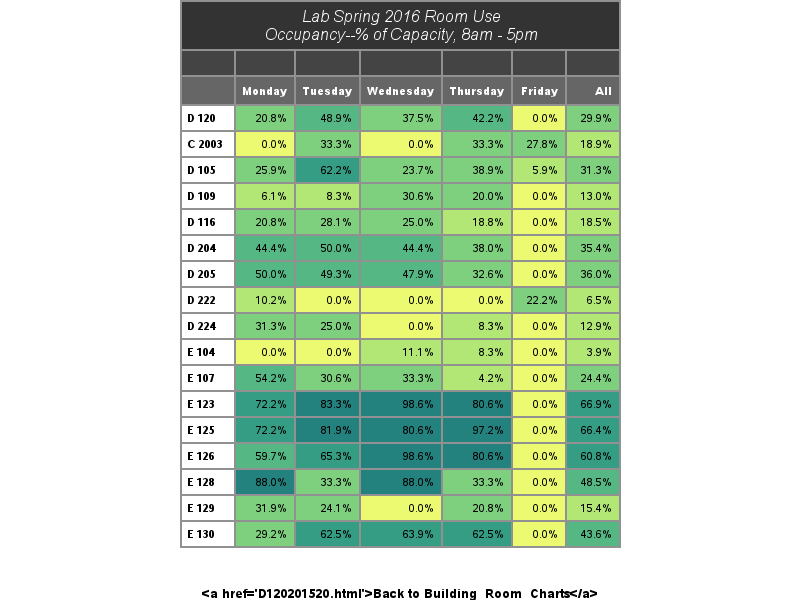 Lab Spring 2016 Room Use
Occupancy--% of Capacity, 8am - 5pm
Monday Tuesday Wednesday Thursday Friday All
D 120 20.8% 48.9% 37.5% 42.2% 0.0% 29.9%
C 2003 0.0% 33.3% 0.0% 33.3% 27.8% 18.9%
D 105 25.9% 62.2% 23.7% 38.9% 5.9% 31.3%
D 109 6.1% 8.3% 30.6% 20.0% 0.0% 13.0%
D 116 20.8% 28.1% 25.0% 18.8% 0.0% 18.5%
D 204 44.4% 50.0% 44.4% 38.0% 0.0% 35.4%
D 205 50.0% 49.3% 47.9% 32.6% 0.0% 36.0%
D 222 10.2% 0.0% 0.0% 0.0% 22.2% 6.5%
D 224 31.3% 25.0% 0.0% 8.3% 0.0% 12.9%
E 104 0.0% 0.0% 11.1% 8.3% 0.0% 3.9%
E 107 54.2% 30.6% 33.3% 4.2% 0.0% 24.4%
E 123 72.2% 83.3% 98.6% 80.6% 0.0% 66.9%
E 125 72.2% 81.9% 80.6% 97.2% 0.0% 66.4%
E 126 59.7% 65.3% 98.6% 80.6% 0.0% 60.8%
E 128 88.0% 33.3% 88.0% 33.3% 0.0% 48.5%
E 129 31.9% 24.1% 0.0% 20.8% 0.0% 15.4%
E 130 29.2% 62.5% 63.9% 62.5% 0.0% 43.6%
<a href='D120201520.html'>Back to Building_Room_Charts</a>